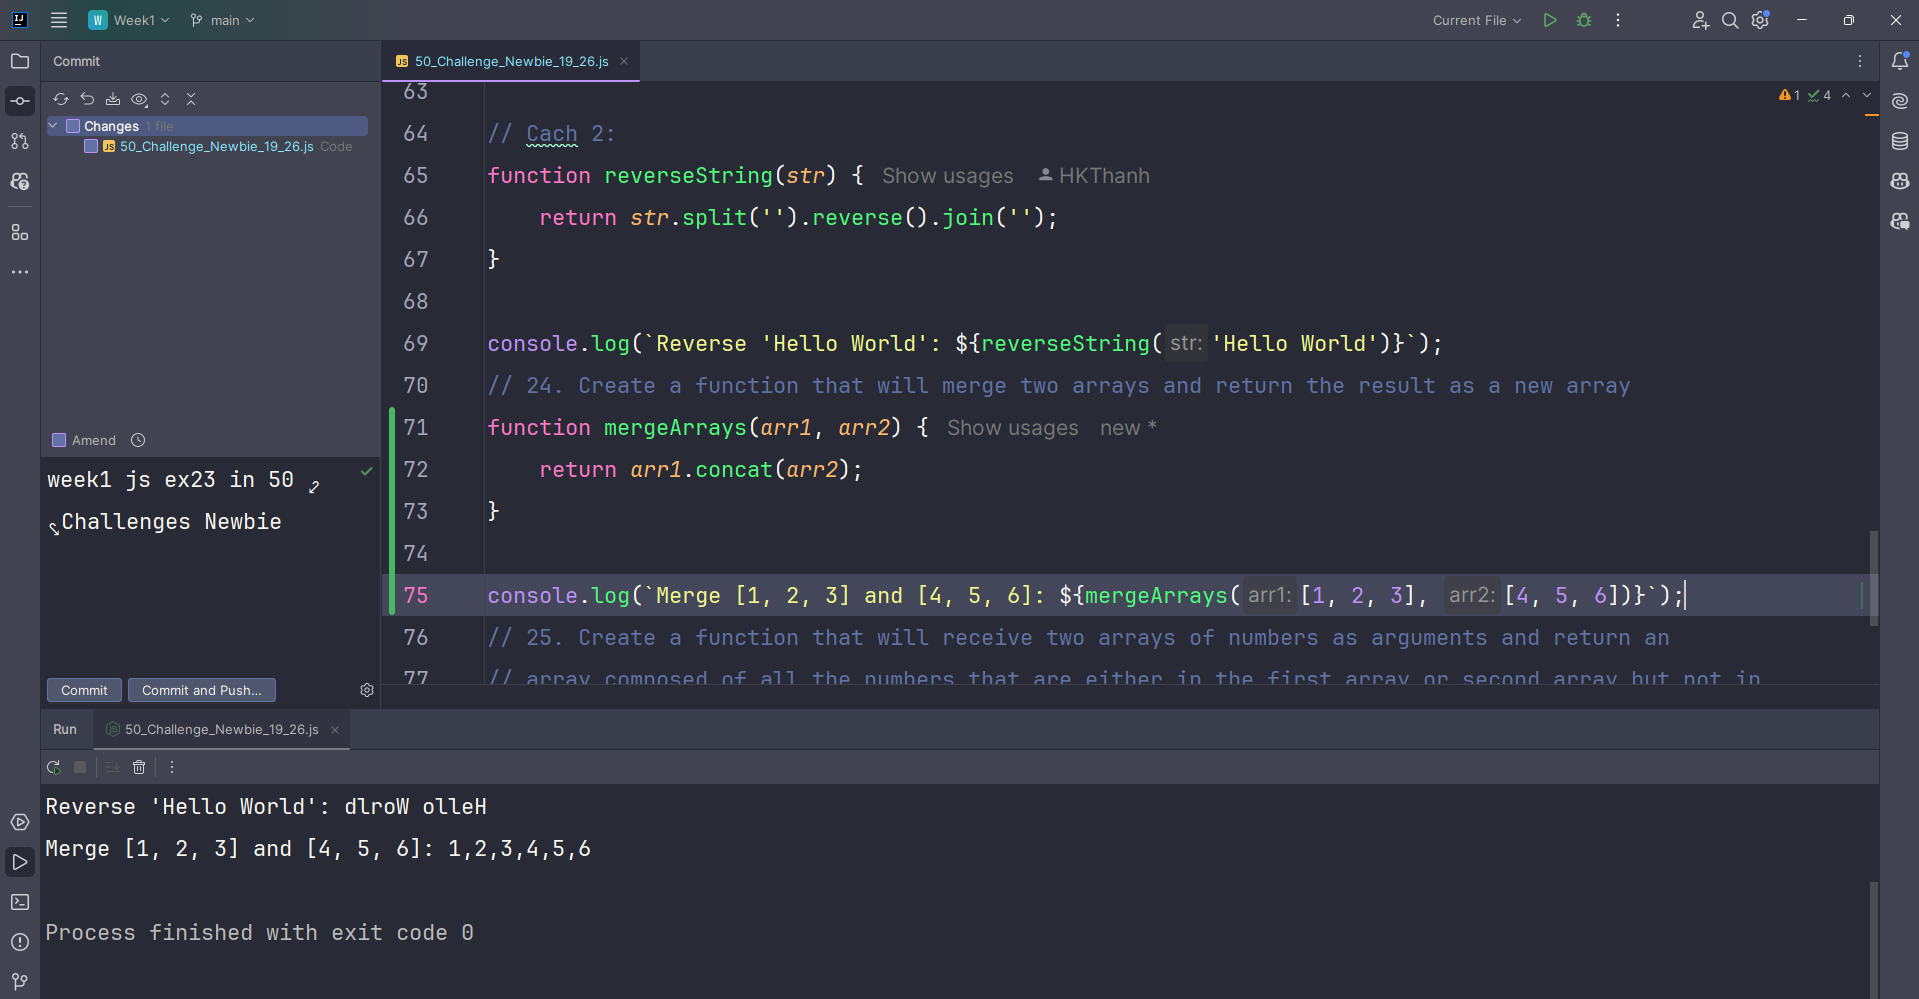 IJ W Week1 main Current File
Commit
Changes 1 file
JS 50_Challenge_Newbie_19_26.js Code
Amend
week1 js ex23 in 50
Challenges Newbie
Commit Commit and Push...
JS 50_Challenge_Newbie_19_26.js
1 4
63
64 // Cach 2:
65 function reverseString(str) { Show usages HKThanh
66 return str.split('').reverse().join('');
67 }
68
69 console.log(`Reverse 'Hello World': ${reverseString( str: 'Hello World')}`);
70 // 24. Create a function that will merge two arrays and return the result as a new array
71 function mergeArrays(arr1, arr2) { Show usages new *
72 return arr1.concat(arr2);
73 }
74
75 console.log(`Merge [1, 2, 3] and [4, 5, 6]: ${mergeArrays( arr1: [1, 2, 3], arr2: [4, 5, 6])}`);
76 // 25. Create a function that will receive two arrays of numbers as arguments and return an
77 // array composed of all the numbers that are either in the first array or second array but not in
Run JS 50_Challenge_Newbie_19_26.js
Reverse 'Hello World': dlroW olleH
Merge [1, 2, 3] and [4, 5, 6]: 1,2,3,4,5,6
Process finished with exit code 0